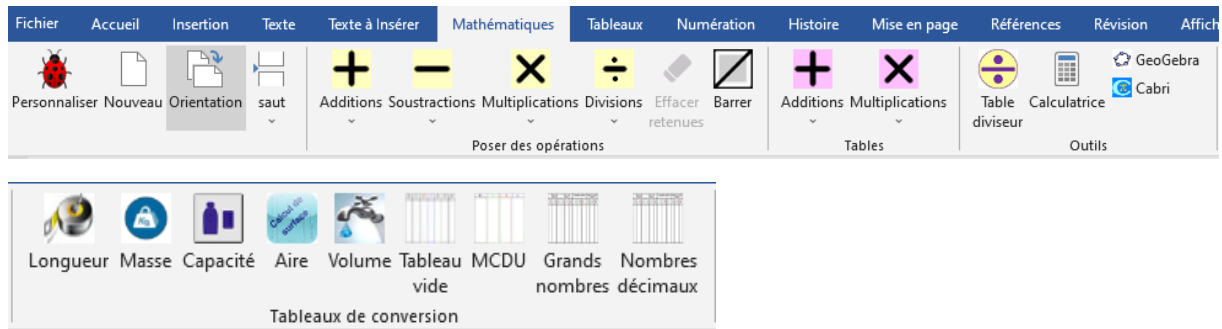 Fichier Accueil Insertion Texte Texte à Insérer Mathématiques Tableaux Numération Histoire Mise en page Références Révision Affich
Personnaliser Nouveau Orientation saut Additions Soustractions Multiplications Divisions Effacer retenues Barrer Additions Multiplications Table diviseur Calculatrice GeoGebra
Cabri
Poser des opérations Tables Outils
Kg
Calcul de surface
Longueur Masse Capacité Aire Volume Tableau vide MCDU Grands nombres Nombres décimaux
Tableaux de conversion